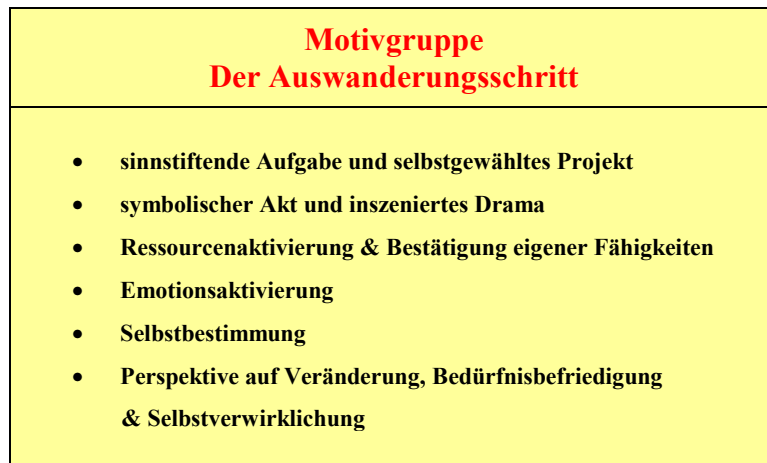 Motivgruppe
Der Auswanderungsschritt
• sinnstiftende Aufgabe und selbstgewähltes Projekt
• symbolischer Akt und inszeniertes Drama
• Ressourcenaktivierung & Bestätigung eigener Fähigkeiten
• Emotionsaktivierung
• Selbstbestimmung
• Perspektive auf Veränderung, Bedürfnisbefriedigung
& Selbstverwirklichung